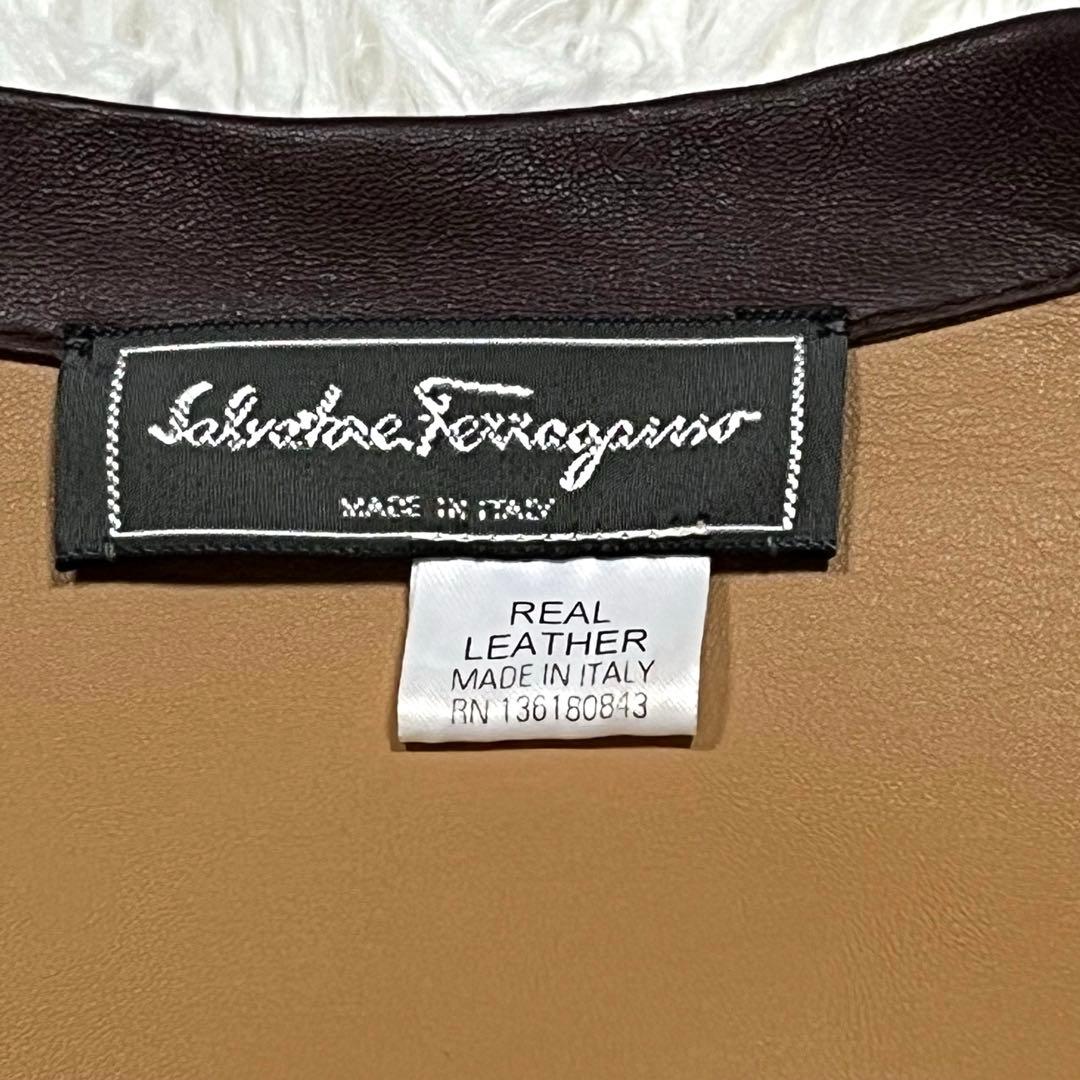 Salvatore Ferragamo
MADE IN ITALY
REAL
LEATHER
MADE IN ITALY
RN 136180843